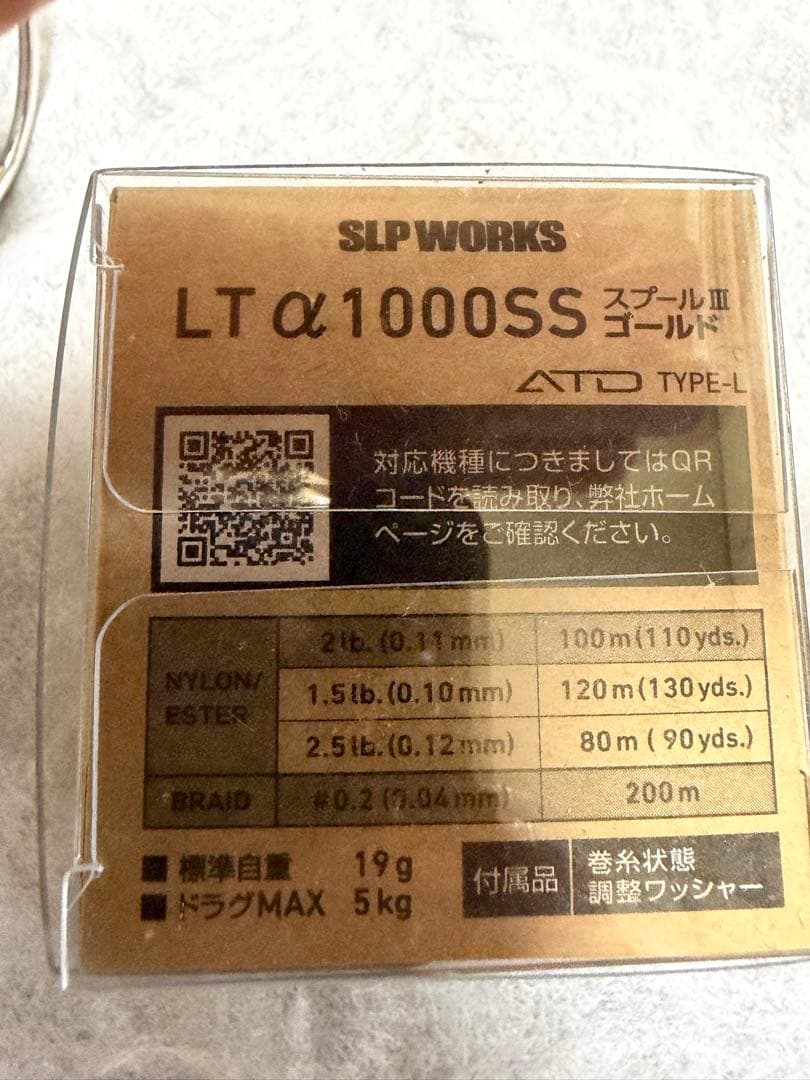 SLP WORKS
LT α 1000SS スプールⅢ
ゴールド
ATD TYPE-L
対応機種につきましてはQR
コードを読み取り、弊社ホーム
ページをご確認ください。
NYLON/
ESTER
2lb.(0.11mm) 100m(110yds.)
1.5lb.(0.10mm) 120m(130yds.)
2.5lb.(0.12mm) 80m( 90yds.)
BRAID #0.2(0.04mm) 200m
■ 標準自重 19g
■ ドラグMAX 5kg
付属品
巻糸状態
調整ワッシャー